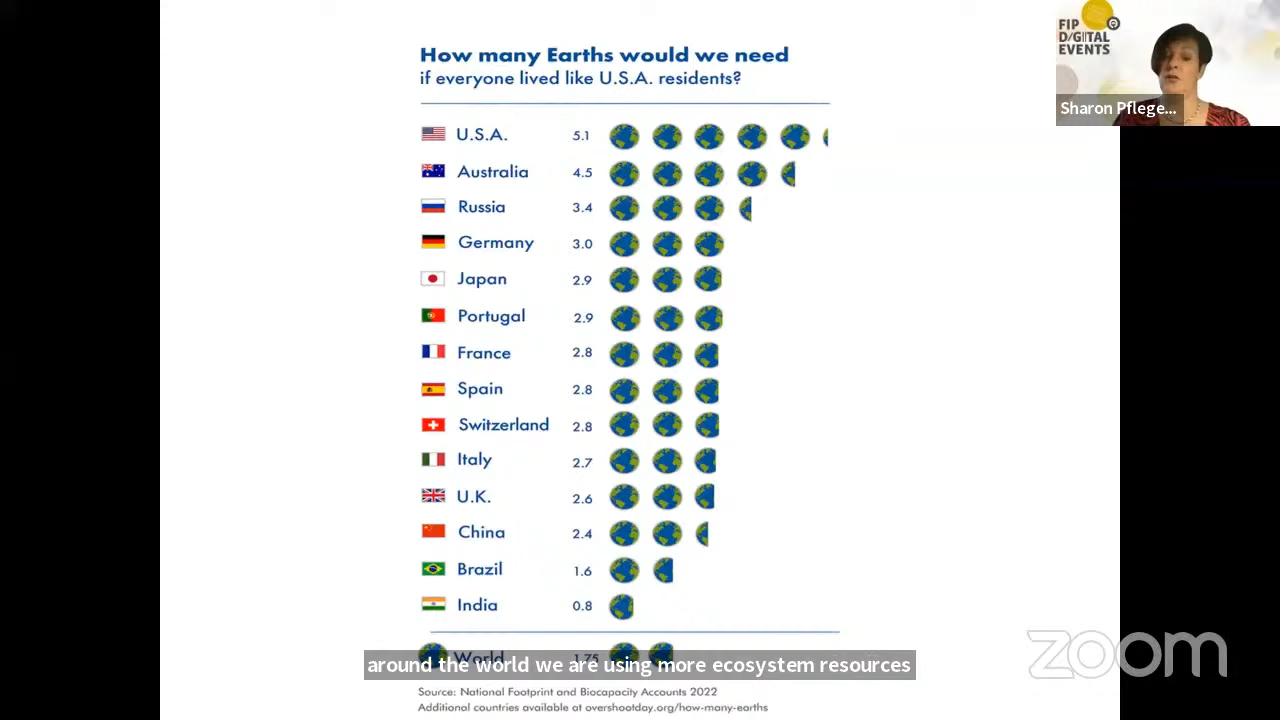 How many Earths would we need
if everyone lived like U.S.A. residents?
U.S.A. 5.1
Australia 4.5
Russia 3.4
Germany 3.0
Japan 2.9
Portugal 2.9
France 2.8
Spain 2.8
Switzerland 2.8
Italy 2.7
U.K. 2.6
China 2.4
Brazil 1.6
India 0.8
World 1.75
around the world we are using more ecosystem resources
Source: National Footprint and Biocapacity Accounts 2022
Additional countries available at overshootday.org/how-many-earths
FIP
DIGITAL
EVENTS
Sharon Pflege...
zoom